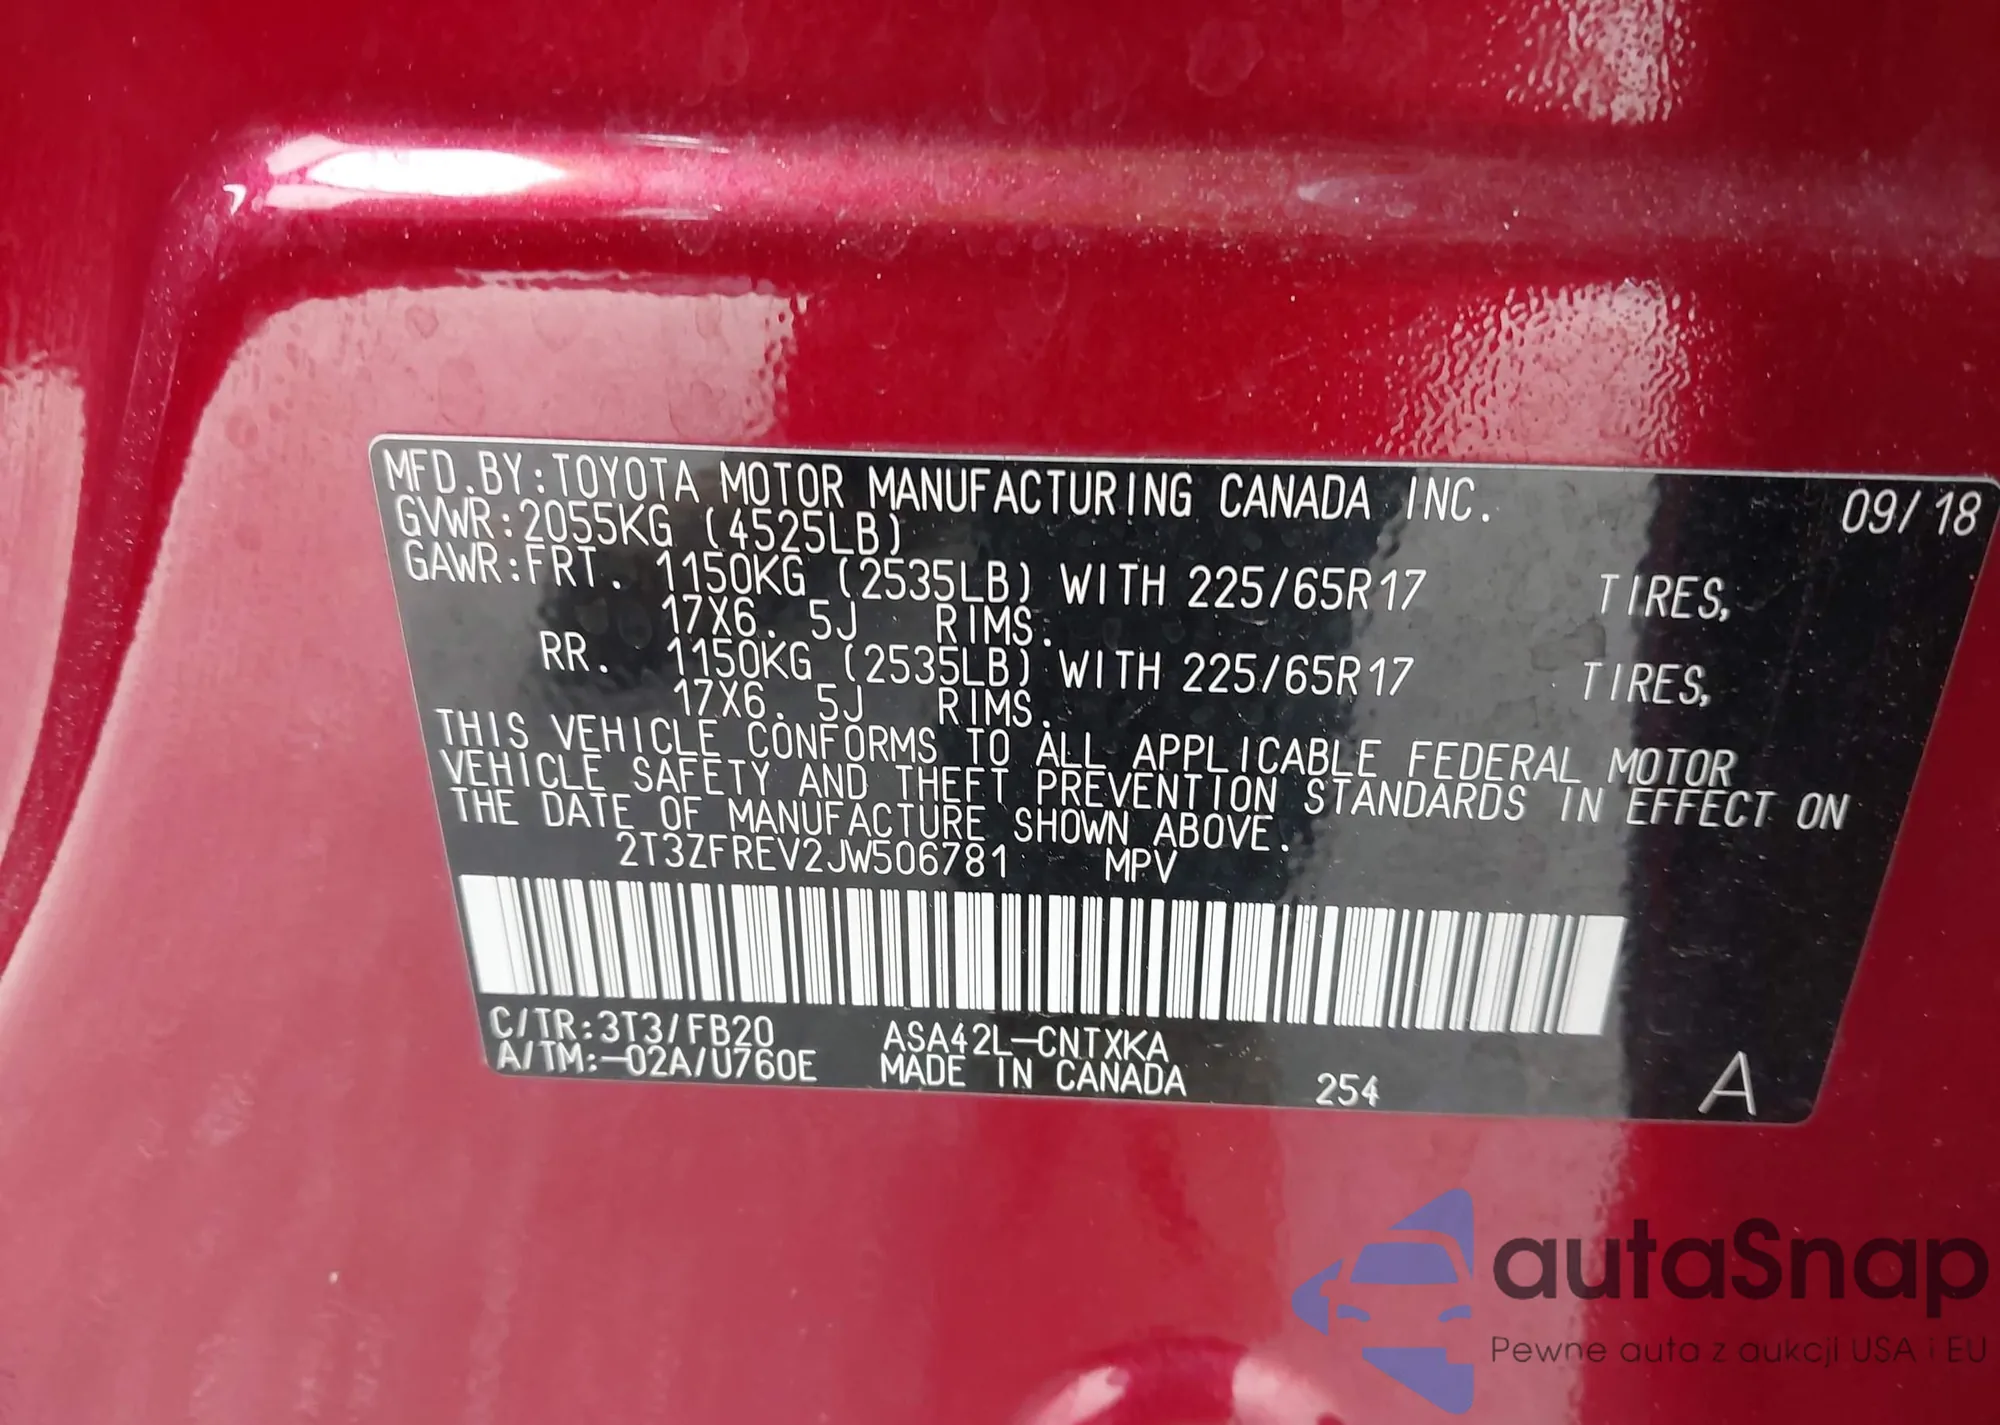 MFD.BY:TOYOTA MOTOR MANUFACTURING CANADA INC. 09/18
GVWR:2055KG (4525LB)
GAWR:FRT. 1150KG (2535LB) WITH 225/65R17 TIRES,
17X6.5J RIMS.
RR. 1150KG (2535LB) WITH 225/65R17 TIRES,
17X6.5J RIMS.
THIS VEHICLE CONFORMS TO ALL APPLICABLE FEDERAL MOTOR
VEHICLE SAFETY AND THEFT PREVENTION STANDARDS IN EFFECT ON
THE DATE OF MANUFACTURE SHOWN ABOVE.
2T3ZFREV2JW506781 MPV
C/TR:3T3/FB20 ASA42L-CNTXKA
A/TM:-02A/U760E MADE IN CANADA 254 A
autaSnap
Pewne auta z aukcji USA i EU